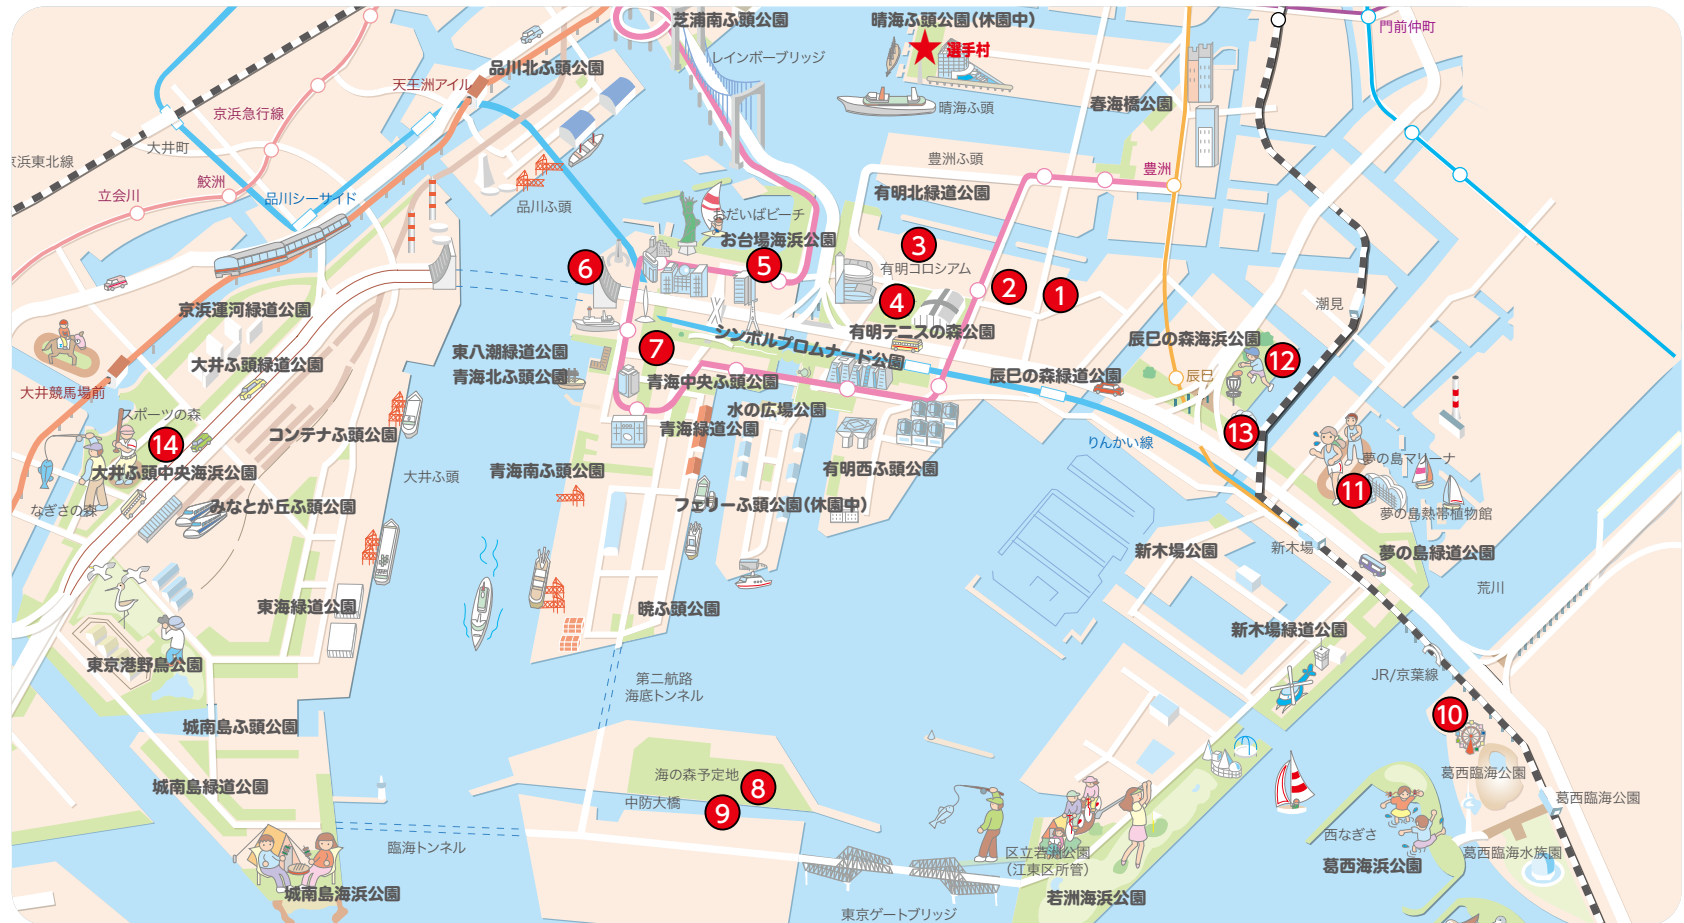 芝浦南ふ頭公園
晴海ふ頭公園(休園中)
選手村
門前仲町
レインボーブリッジ
品川北ふ頭公園
天王洲アイル
京浜急行線
晴海ふ頭
春海橋公園
大井町
京浜東北線
鮫洲
立会川
品川シーサイド
品川ふ頭
豊洲ふ頭
豊洲
有明北緑道公園
おだいばビーチ
お台場海浜公園
3
有明コロシアム
6
5
2
1
4
潮見
京浜運河緑道公園
有明テニスの森公園
シンボルプロムナード公園
辰巳の森海浜公園
7
東八潮緑道公園
青海北ふ頭公園
大井ふ頭緑道公園
12
青海中央ふ頭公園
辰巳の森緑道公園
辰巳
大井競馬場前
スポーツの森
水の広場公園
青海緑道公園
コンテナふ頭公園
14
13
りんかい線
夢の島マリーナ
大井ふ頭中央海浜公園
大井ふ頭
青海南ふ頭公園
有明西ふ頭公園
11
なぎさの森
みなとが丘ふ頭公園
フェリーふ頭公園(休園中)
夢の島熱帯植物館
新木場公園
新木場
夢の島緑道公園
荒川
東海緑道公園
暁ふ頭公園
新木場緑道公園
東京港野鳥公園
第二航路
海底トンネル
JR/京葉線
城南島ふ頭公園
10
海の森予定地
8
葛西臨海公園
城南島緑道公園
中防大橋
9
葛西臨海公園
西なぎさ
臨海トンネル
区立若洲公園
(江東区所管)
葛西臨海水族園
葛西海浜公園
城南島海浜公園
若洲海浜公園
東京ゲートブリッジ